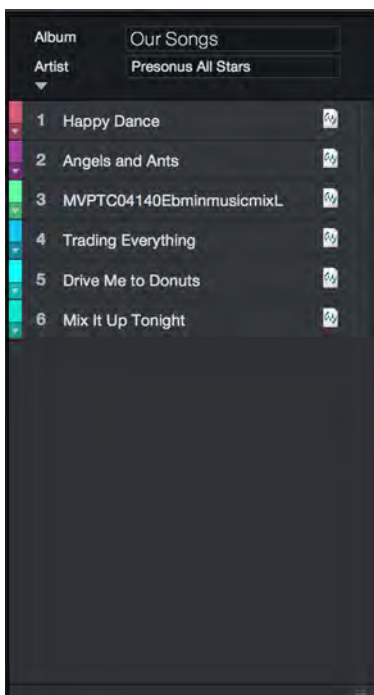 Album Our Songs
Artist Presonus All Stars
1 Happy Dance
2 Angels and Ants
3 MVPTC04140EbminmusicmixL
4 Trading Everything
5 Drive Me to Donuts
6 Mix It Up Tonight